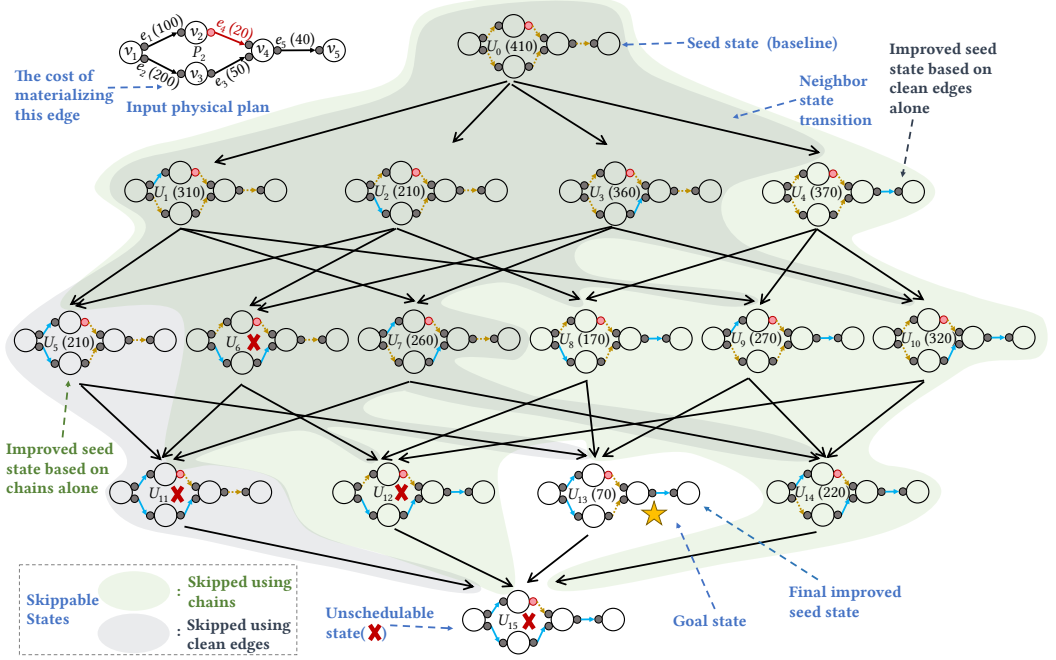 e₁(100)
v₂
e₄(20)
v₁
P₂
v₄
e₅ (40)
v₅
e₂(200)
v₃
e₃(50)
The cost of
materializing
this edge
Input physical plan
U₀ (410)
Seed state (baseline)
Improved seed
state based on
clean edges
alone
Neighbor
state
transition
U₁ (310)
U₂ (210)
U₃ (360)
U₄ (370)
U₅ (210)
U₆
U₇ (260)
U₈ (170)
U₉ (270)
U₁₀ (320)
Improved seed
state based on
chains alone
U₁₁
U₁₂
U₁₃ (70)
U₁₄ (220)
Skippable
States
: Skipped using
chains
: Skipped using
clean edges
Unschedulable
state(✗)
U₁₅
Goal state
Final improved
seed state